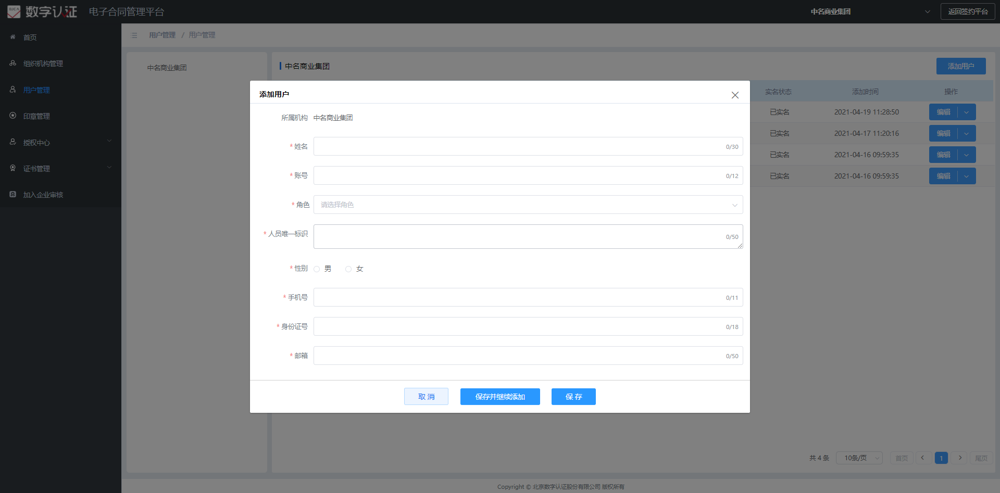 BJCA 数字认证 电子合同管理平台 中名商业集团 返回签约平台
首页
组织机构管理
用户管理
印章管理
授权中心
证书管理
加入企业审核
用户管理 / 用户管理
中名商业集团
中名商业集团 添加用户
实名状态 添加时间 操作
已实名 2021-04-19 11:28:50 编辑
已实名 2021-04-17 11:20:16 编辑
已实名 2021-04-16 09:59:35 编辑
已实名 2021-04-16 09:59:35 编辑
添加用户
所属机构 中名商业集团
* 姓名 0/30
* 账号 0/12
* 角色 请选择角色
* 人员唯一标识 0/50
* 性别 男 女
* 手机号 0/11
* 身份证号 0/18
* 邮箱 0/50
取 消 保存并继续添加 保 存
共 4 条 10条/页 首页 1 尾页
Copyright © 北京数字认证股份有限公司 版权所有